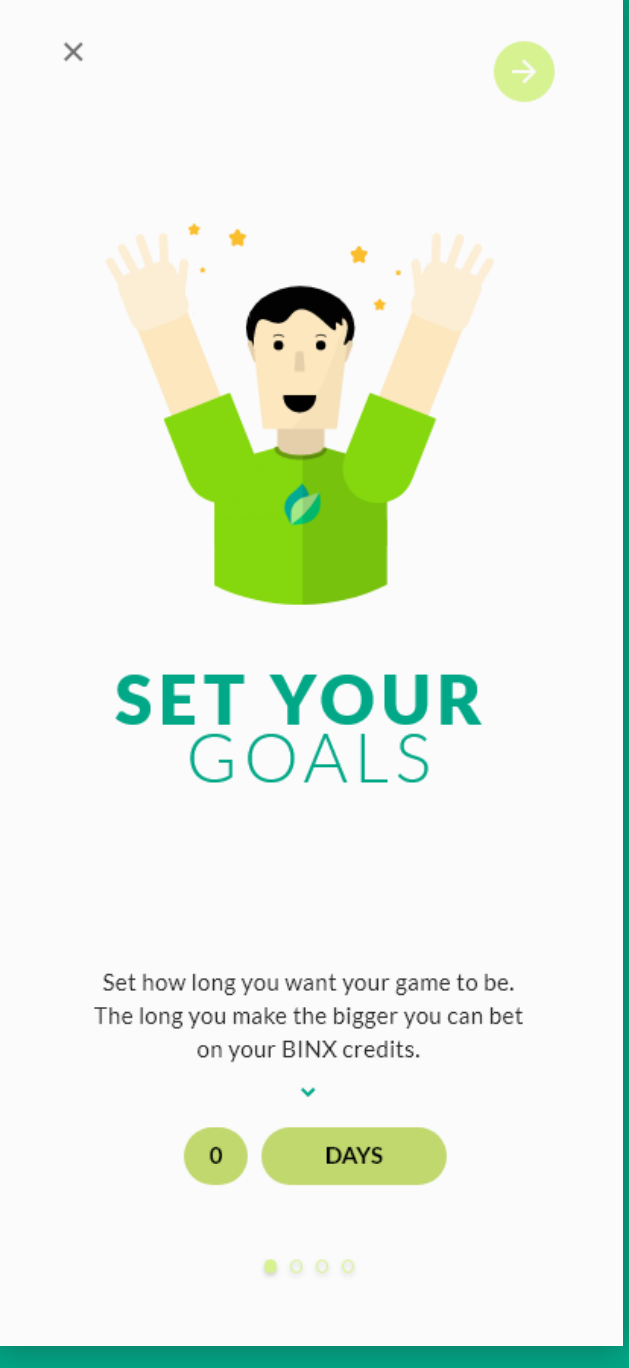 SET YOUR
GOALS
Set how long you want your game to be.
The long you make the bigger you can bet
on your BINX credits.
0 DAYS